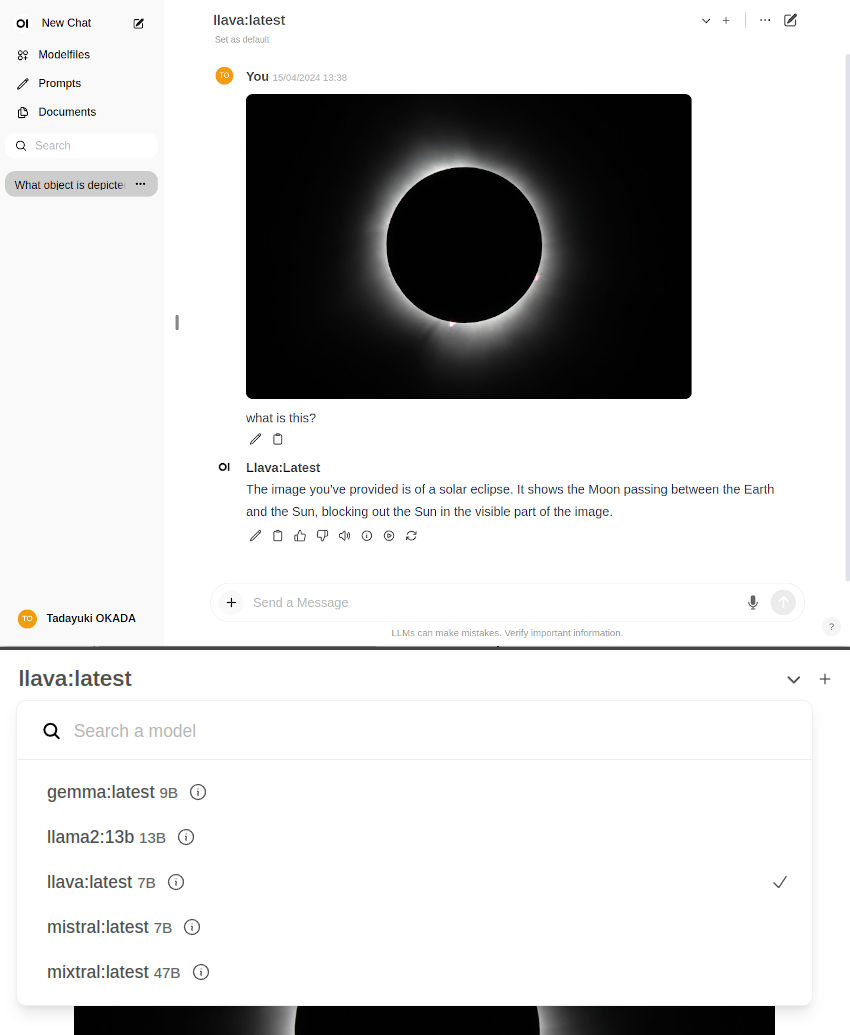 OI New Chat
Modelfiles
Prompts
Documents
Search
What object is depicte
Tadayuki OKADA
TO
llava:latest
Set as default
TO
You 15/04/2024 13:38
what is this?
OI Llava:Latest
The image you've provided is of a solar eclipse. It shows the Moon passing between the Earth
and the Sun, blocking out the Sun in the visible part of the image.
Send a Message
LLMs can make mistakes. Verify important information.
?
llava:latest
Search a model
gemma:latest 9B
llama2:13b 13B
llava:latest 7B
mistral:latest 7B
mixtral:latest 47B